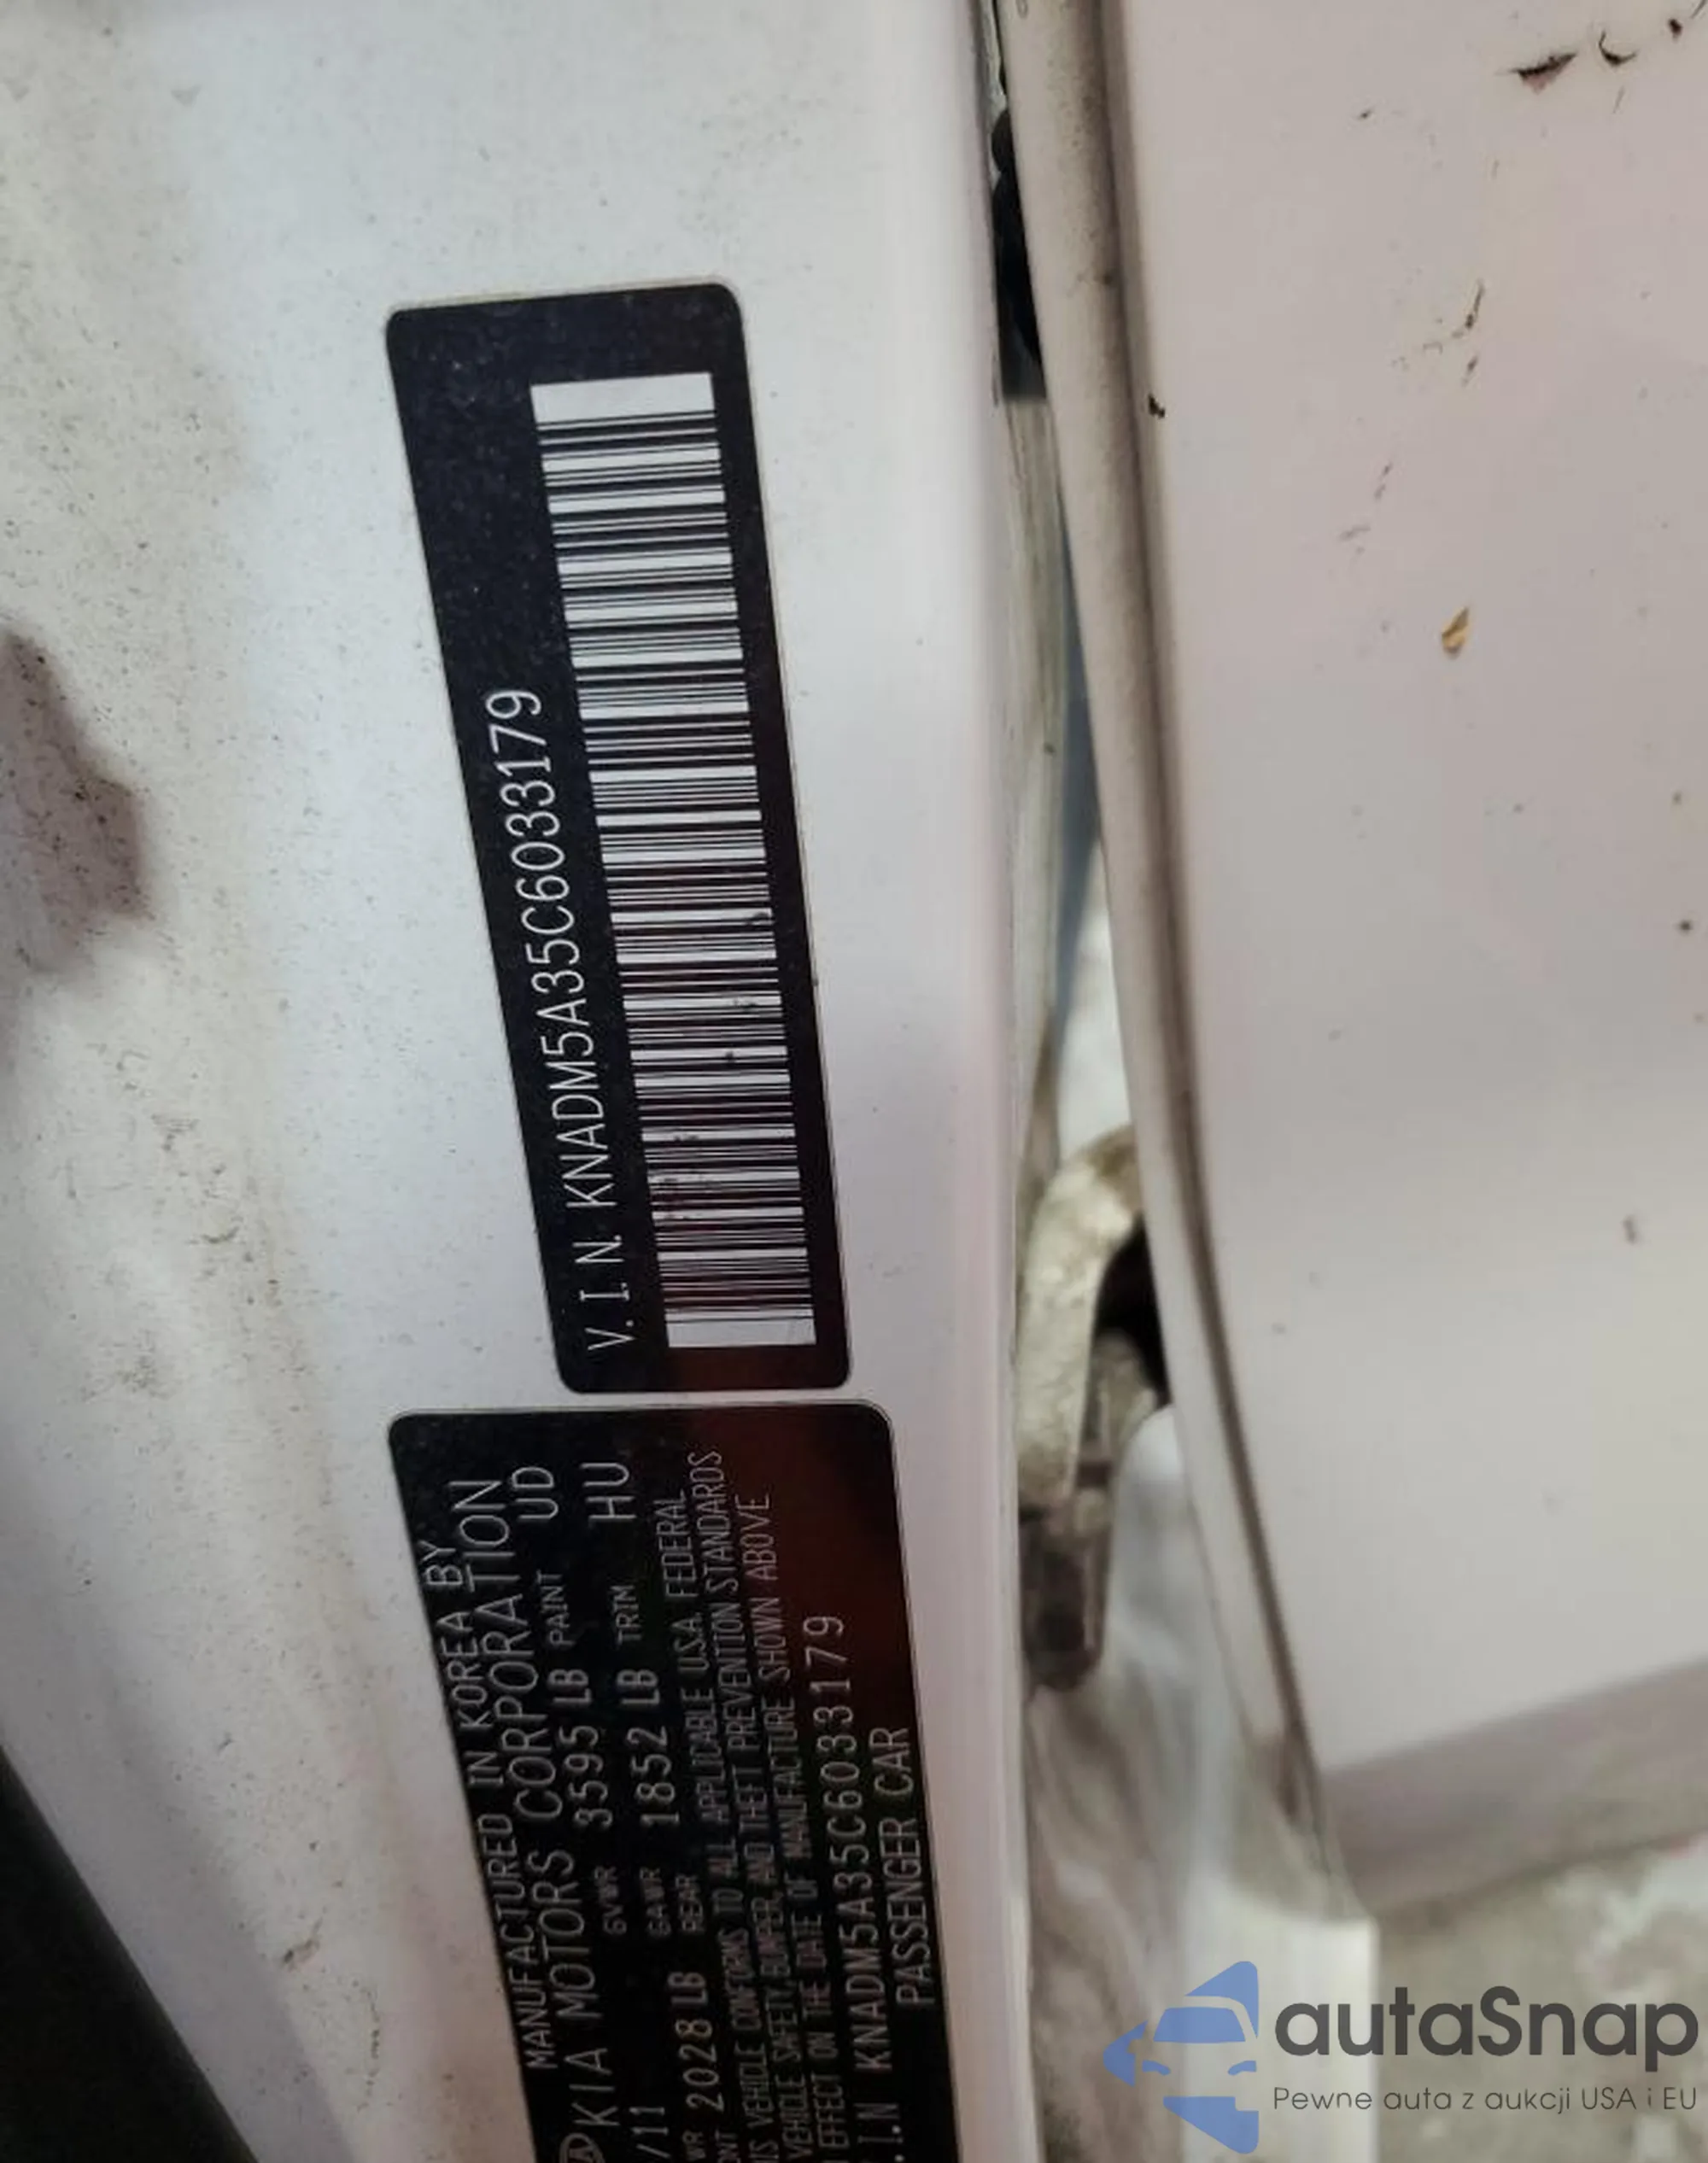 V.I.N. KNADM5A35C6033179
MANUFACTURED IN KOREA BY
KIA MOTORS CORPORATION
/11 GVWR 3595 LB PAINT UD
WR 2028 LB GAWR REAR 1852 LB TRIM HU
VEHICLE CONFORMS TO ALL APPLICABLE U.S.A. FEDERAL
VEHICLE SAFETY, BUMPER, AND THEFT PREVENTION STANDARDS
EFFECT ON THE DATE OF MANUFACTURE SHOWN ABOVE
.I.N KNADM5A35C6033179
PASSENGER CAR
autaSnap
Pewne auta z aukcji USA i EU